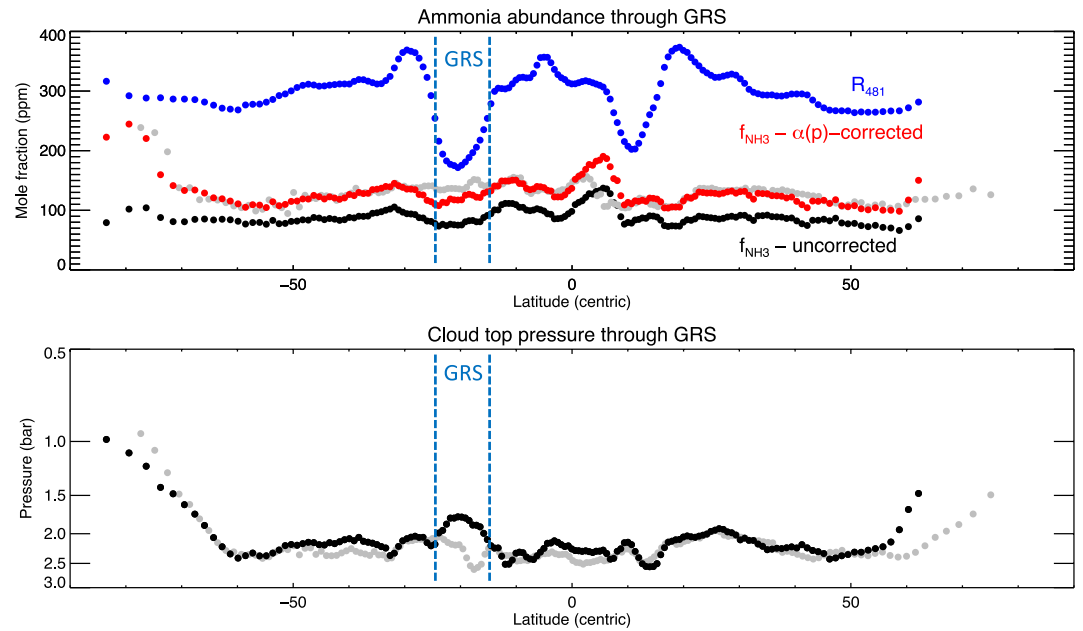 Ammonia abundance through GRS
400
300
200
100
0
Mole fraction (ppm)
GRS
R481
fNH3 – α(p)–corrected
fNH3 – uncorrected
−50
0
50
Latitude (centric)
Cloud top pressure through GRS
0.5
1.0
1.5
2.0
2.5
3.0
Pressure (bar)
GRS
−50
0
50
Latitude (centric)